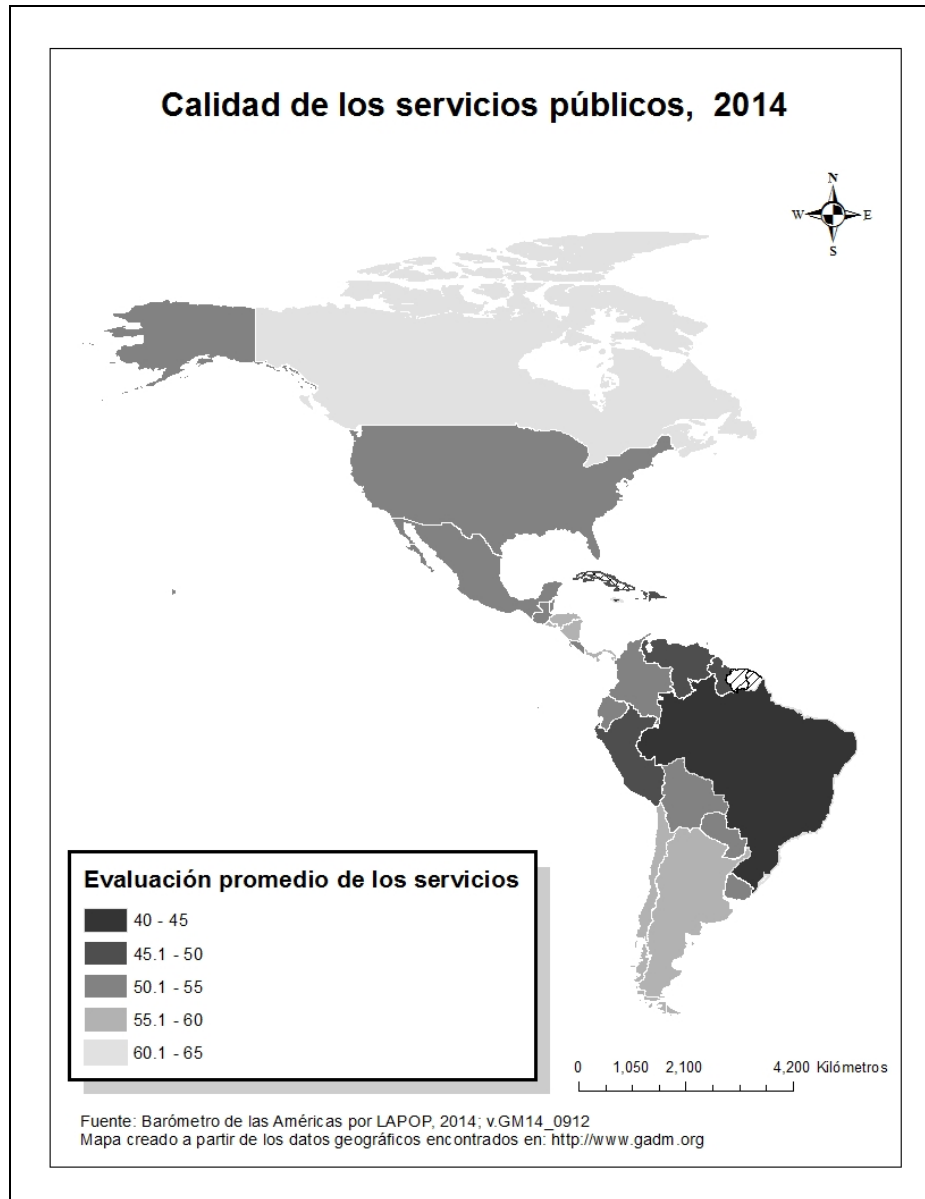 Calidad de los servicios públicos, 2014
N
W E
S
Evaluación promedio de los servicios
40 - 45
45.1 - 50
50.1 - 55
55.1 - 60
60.1 - 65
0 1,050 2,100 4,200 Kilómetros
Fuente: Barómetro de las Américas por LAPOP, 2014; v.GM14_0912
Mapa creado a partir de los datos geográficos encontrados en: http://www.gadm.org